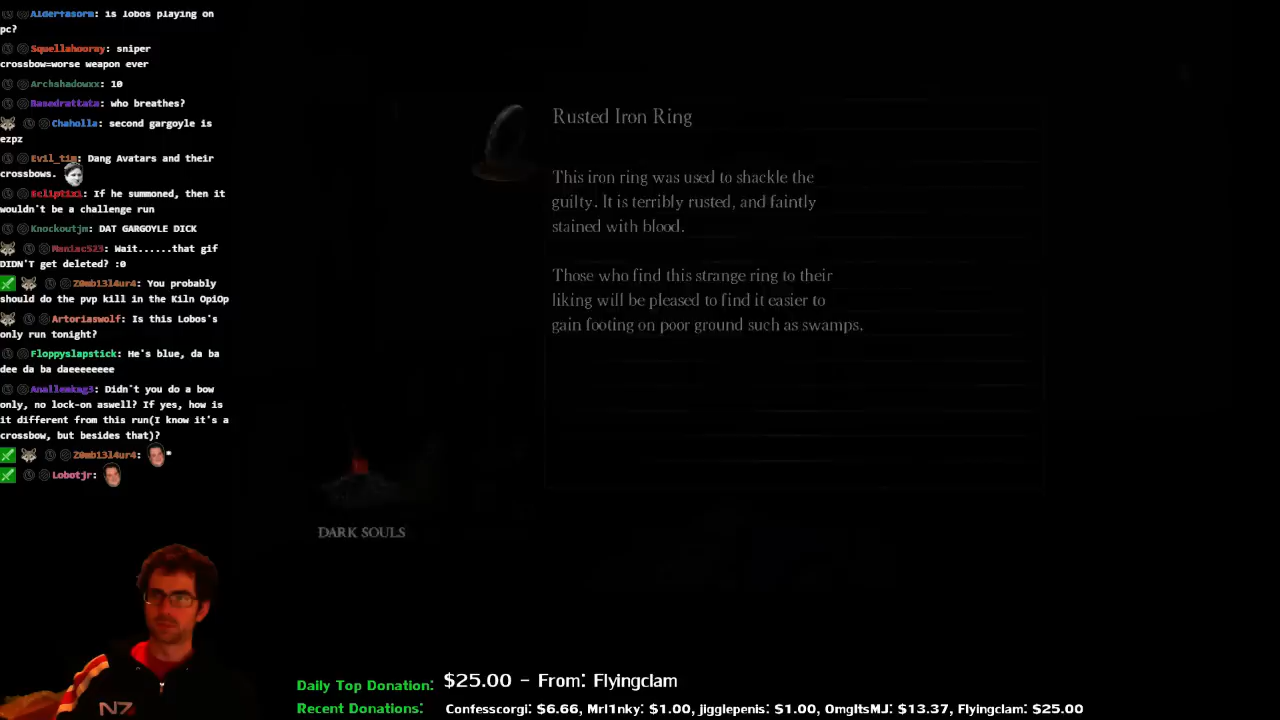 Aldertasorm: is lobos playing on
pc?
Squellahooray: sniper
crossbow=worse weapon ever
Archshadowxx: 10
Basedrattata: who breathes?
Chaholla: second gargoyle is
ezpz
Evil_tim: Dang Avatars and their
crossbows.
If he summoned, then it
wouldn't be a challenge run
Knockoutjm: DAT GARGOYLE DICK
Maniac523: Wait......that gif
DIDN'T get deleted? :0
Z0mb13l4ur4: You probably
should do the pvp kill in the Kiln OpiOp
Artoriaswolf: Is this Lobos's
only run tonight?
Floppyslapstick: He's blue, da ba
dee da ba daeeeeeeee
Didn't you do a bow
only, no lock-on aswell? If yes, how is
it different from this run(I know it's a
crossbow, but besides that)?
Z0mb13l4ur4: *
Lobotjr:
Rusted Iron Ring
This iron ring was used to shackle the
guilty. It is terribly rusted, and faintly
stained with blood.
Those who find this strange ring to their
liking will be pleased to find it easier to
gain footing on poor ground such as swamps.
DARK SOULS
N7
Daily Top Donation: $25.00 - From: Flyingclam
Recent Donations: Confesscorgi: $6.66, Mrl1nky: $1.00, jigglepenis: $1.00, OmgItsMJ: $13.37, Flyingclam: $25.00